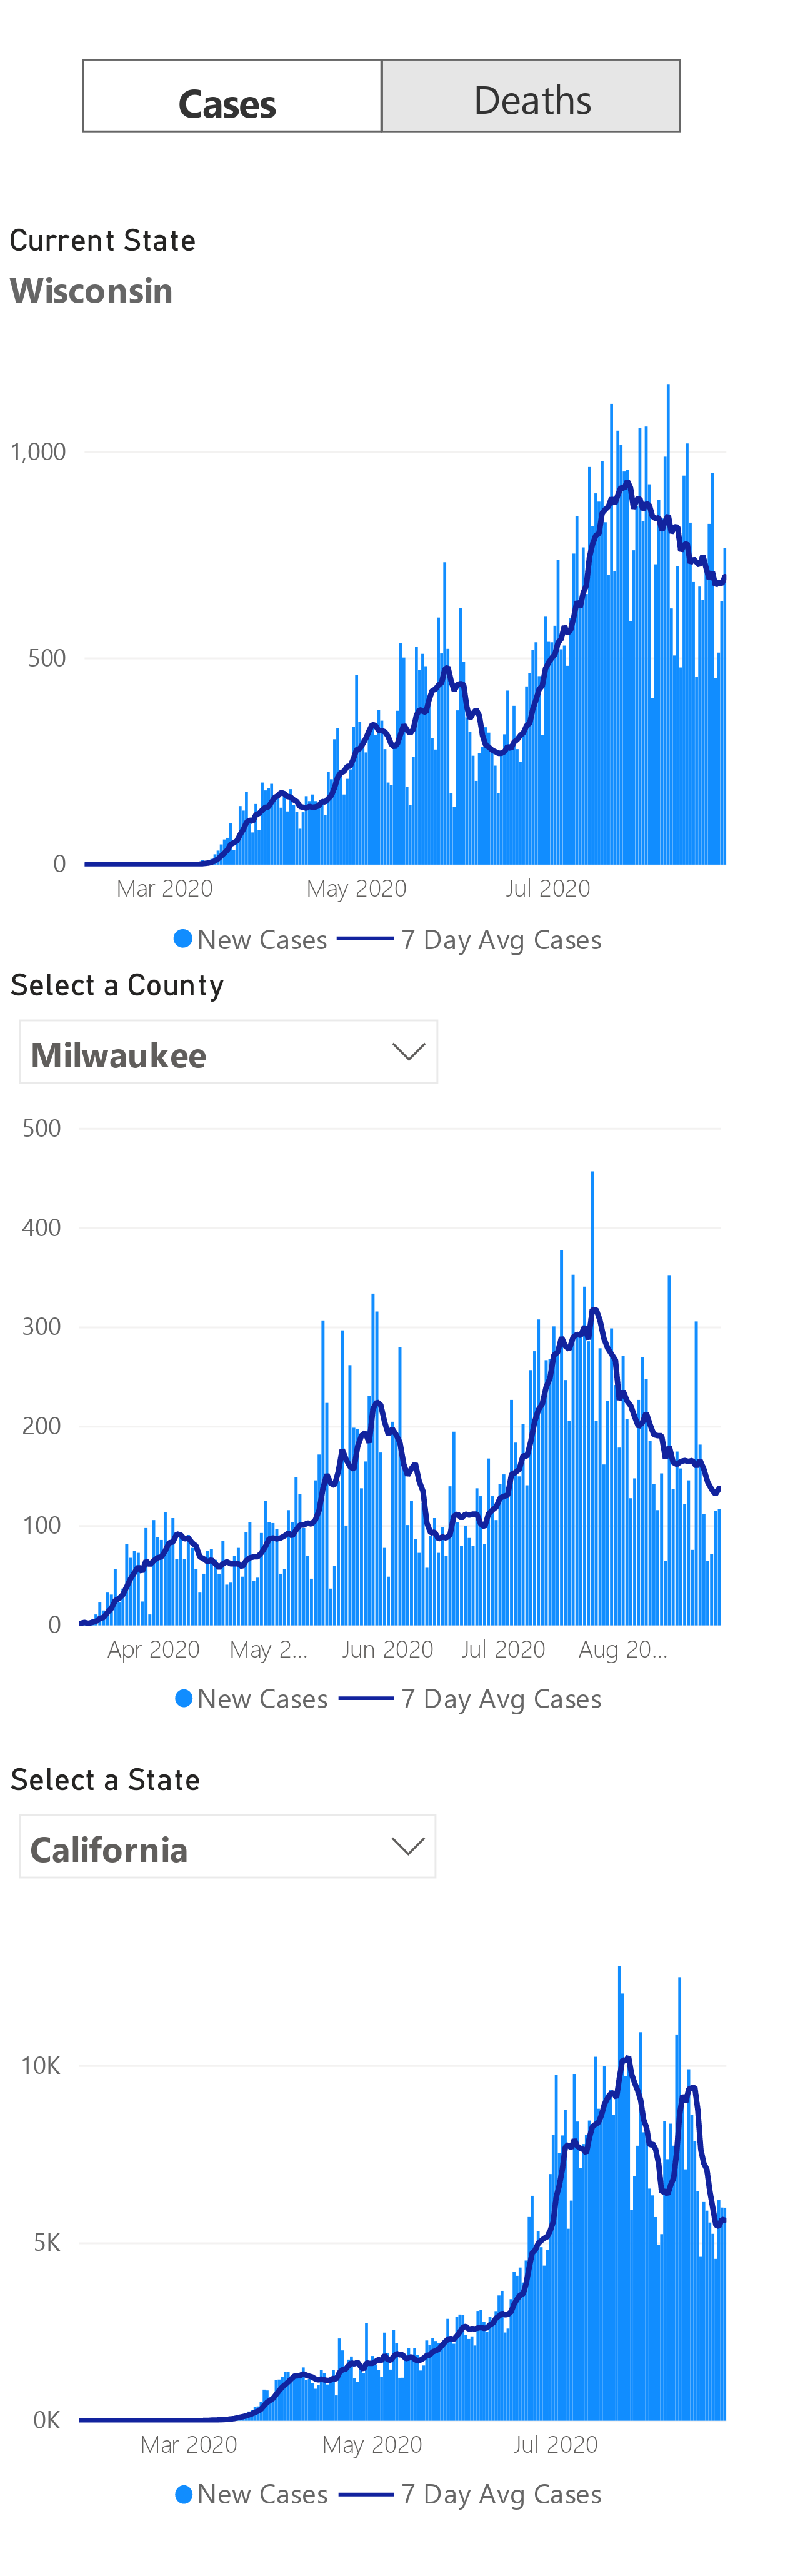 Cases Deaths
Current State
Wisconsin
1,000
500
0
Mar 2020 May 2020 Jul 2020
New Cases 7 Day Avg Cases
Select a County
Milwaukee
500
400
300
200
100
0
Apr 2020 May 2... Jun 2020 Jul 2020 Aug 20...
New Cases 7 Day Avg Cases
Select a State
California
10K
5K
0K
Mar 2020 May 2020 Jul 2020
New Cases 7 Day Avg Cases